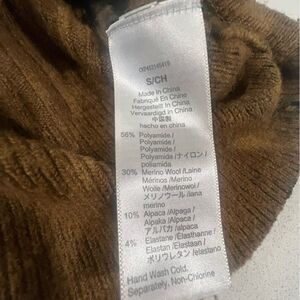 S/CH
Made in China
Fabriqué En Chine
Hergestellt In China
Vervaardigd in China
中国製
hecho en china
56% Polyamide /
Polyamide /
Polyamide /
Polyamide /ナイロン /
poliamida
30% Merino Wool /Laine
Mérinos /Merino
Wolle /Merinowol /
メリノウール /lana
merino
10% Alpaca /Alpaga /
Alpaka /Alpaca /
アルパカ /alpaca
4% Elastane /Élasthanne /
Elastan /Elastaan /
ポリウレタン /elastano
Hand Wash Cold.
Separately, Non-Chlorine